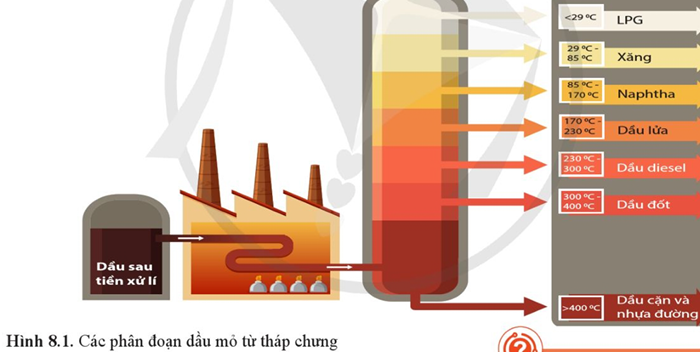 <29 ºC
LPG
29 ºC -
85 ºC
Xăng
85 ºC-
170 ºC
Naphtha
170 ºC -
230 ºC
Dầu lửa
230 ºC -
300 ºC
Dầu diesel
300 ºC -
400 ºC
Dầu đốt
Dầu sau
tiền xử lí
>400 ºC
Dầu cặn và
nhựa đường
Hình 8.1. Các phân đoạn dầu mỏ từ tháp chưng
?